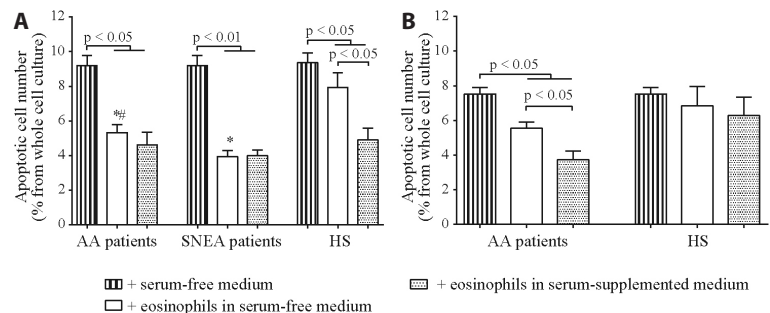 A
Apoptotic cell number
(% from whole cell culture)
12
10
8
6
4
2
0
p < 0.05
*#
p < 0.01
*
p < 0.05
p < 0.05
AA patients
SNEA patients
HS
B
Apoptotic cell number
(% from whole cell culture)
12
10
8
6
4
2
0
p < 0.05
p < 0.05
AA patients
HS
+ serum-free medium
+ eosinophils in serum-free medium
+ eosinophils in serum-supplemented medium